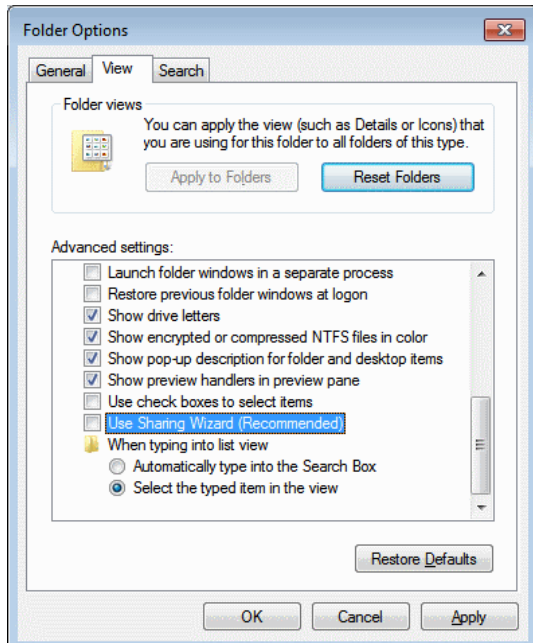 Folder Options
General View Search
Folder views
You can apply the view (such as Details or Icons) that
you are using for this folder to all folders of this type.
Apply to Folders Reset Folders
Advanced settings:
Launch folder windows in a separate process
Restore previous folder windows at logon
Show drive letters
Show encrypted or compressed NTFS files in color
Show pop-up description for folder and desktop items
Show preview handlers in preview pane
Use check boxes to select items
Use Sharing Wizard (Recommended)
When typing into list view
Automatically type into the Search Box
Select the typed item in the view
Restore Defaults
OK Cancel Apply